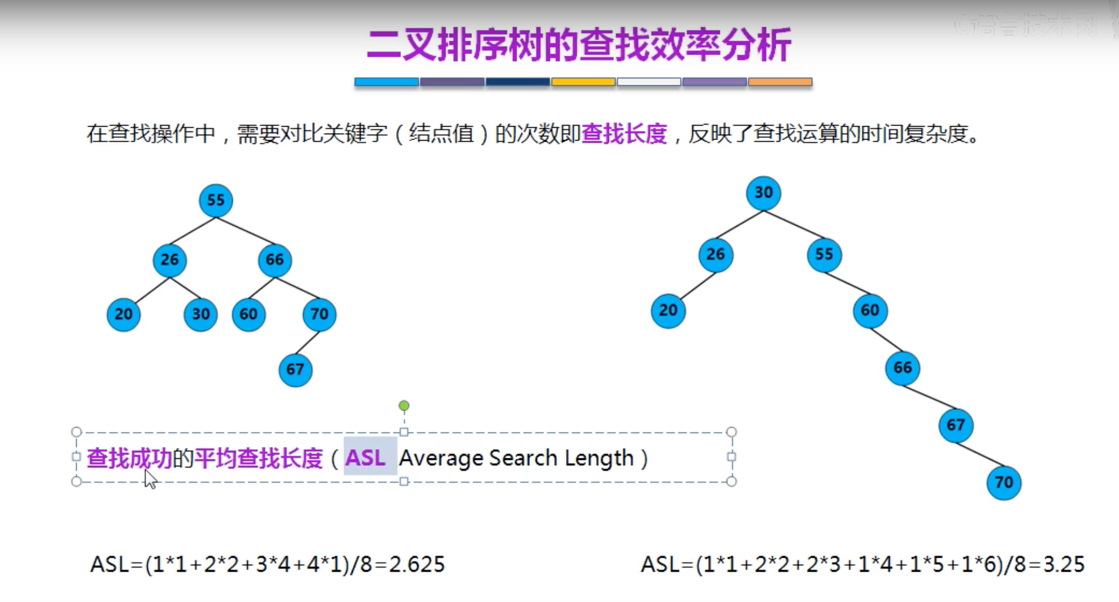 二叉排序树的查找效率分析
在查找操作中，需要对比关键字（结点值）的次数即查找长度，反映了查找运算的时间复杂度。
55
26 66
20 30 60 70
67
30
26 55
20 60
66
67
70
查找成功的平均查找长度（ASL Average Search Length）
ASL=(1*1+2*2+3*4+4*1)/8=2.625
ASL=(1*1+2*2+2*3+1*4+1*5+1*6)/8=3.25